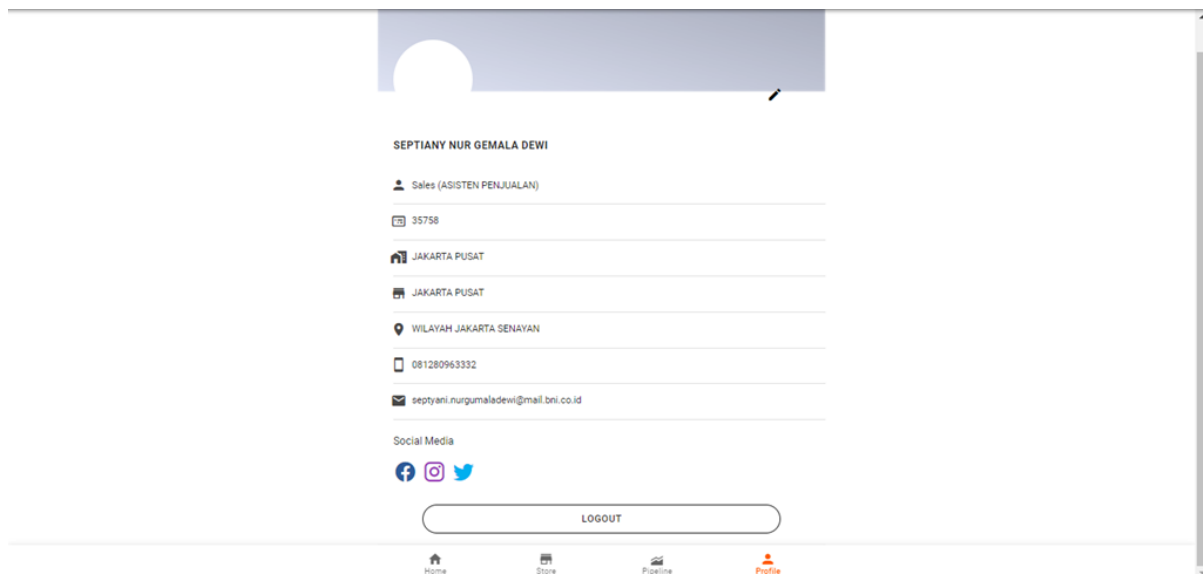 SEPTIANY NUR GEMALA DEWI
Sales (ASISTEN PENJUALAN)
35758
JAKARTA PUSAT
JAKARTA PUSAT
WILAYAH JAKARTA SENAYAN
081280963332
septyani.nurgumaladewi@mail.bni.co.id
Social Media
LOGOUT
Home Store Pipeline Profile